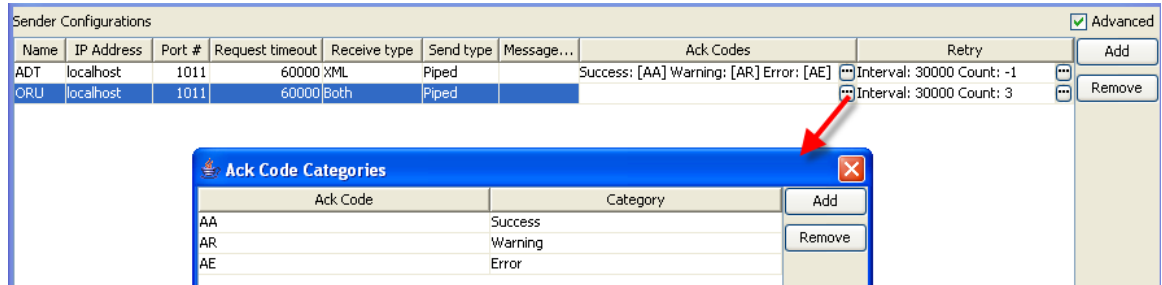 Sender Configurations Advanced
Name IP Address Port # Request timeout Receive type Send type Message... Ack Codes Retry Add
ADT localhost 1011 60000 XML Piped Success: [AA] Warning: [AR] Error: [AE] ... Interval: 30000 Count: -1 ...
ORU localhost 1011 60000 Both Piped ... Interval: 30000 Count: 3 ... Remove
Ack Code Categories
Ack Code Category Add
AA Success
AR Warning Remove
AE Error